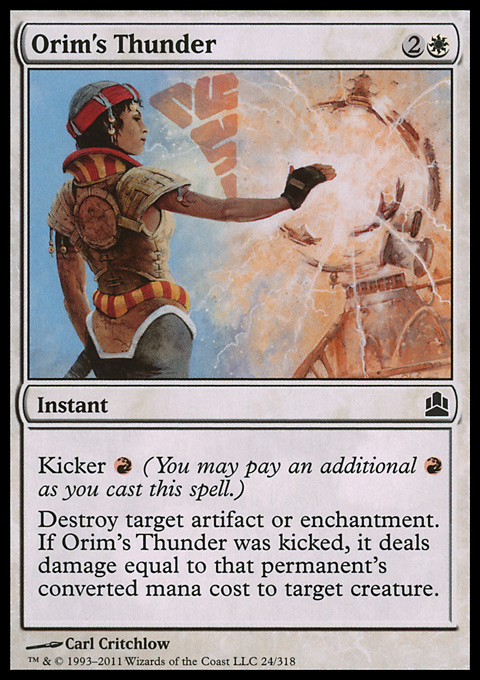 Orim's Thunder 2
Instant
Kicker (You may pay an additional
as you cast this spell.)
Destroy target artifact or enchantment.
If Orim's Thunder was kicked, it deals
damage equal to that permanent's
converted mana cost to target creature.
Carl Critchlow
™ & © 1993–2011 Wizards of the Coast LLC 24/318